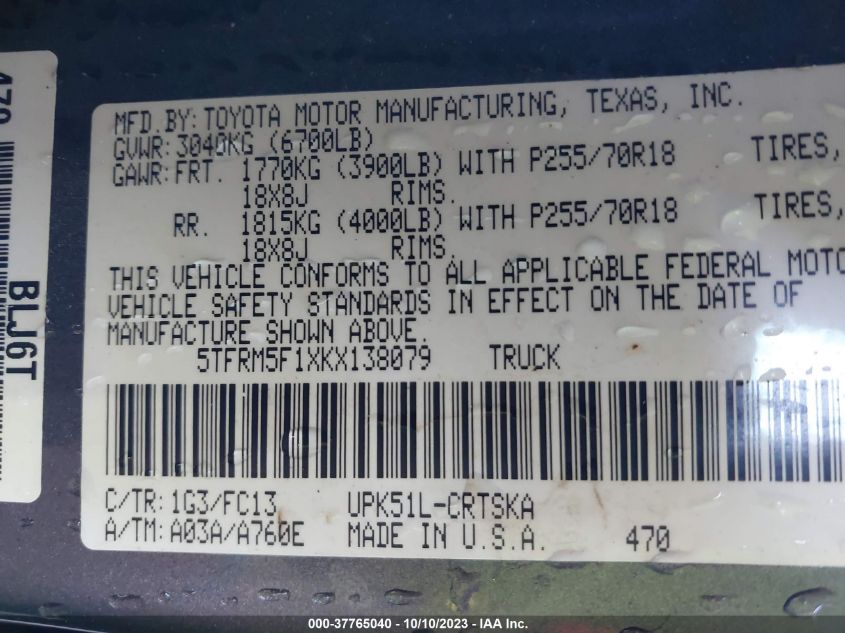 MFD.BY: TOYOTA MOTOR MANUFACTURING, TEXAS, INC.
GVWR: 3040KG (6700LB)
GAWR: FRT. 1770KG (3900LB) WITH P255/70R18 TIRES,
18X8J RIMS.
RR. 1815KG (4000LB) WITH P255/70R18 TIRES,
18X8J RIMS.
THIS VEHICLE CONFORMS TO ALL APPLICABLE FEDERAL MOTO
VEHICLE SAFETY STANDARDS IN EFFECT ON THE DATE OF
MANUFACTURE SHOWN ABOVE.
5TFRM5F1XKX138079 TRUCK
C/TR: 1G3/FC13 UPK51L-CRTSKA
A/TM: A03A/A760E MADE IN U.S.A. 470
BLJ6T
000-37765040 - 10/10/2023 - IAAI.com